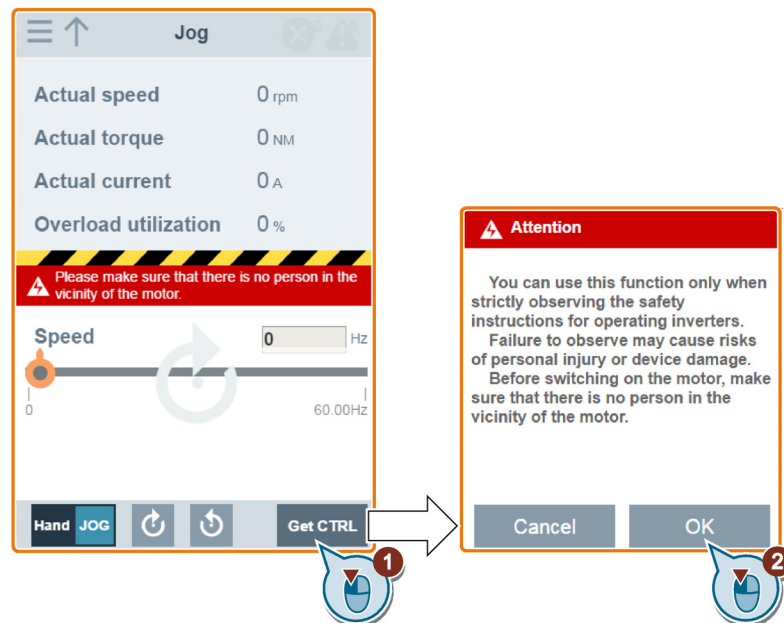 Jog
Actual speed 0 rpm
Actual torque 0 NM
Actual current 0 A
Overload utilization 0 %
Please make sure that there is no person in the
vicinity of the motor.
Speed 0 Hz
0 60.00Hz
Hand JOG Get CTRL
1
Attention
You can use this function only when
strictly observing the safety
instructions for operating inverters.
Failure to observe may cause risks
of personal injury or device damage.
Before switching on the motor, make
sure that there is no person in the
vicinity of the motor.
Cancel OK
2